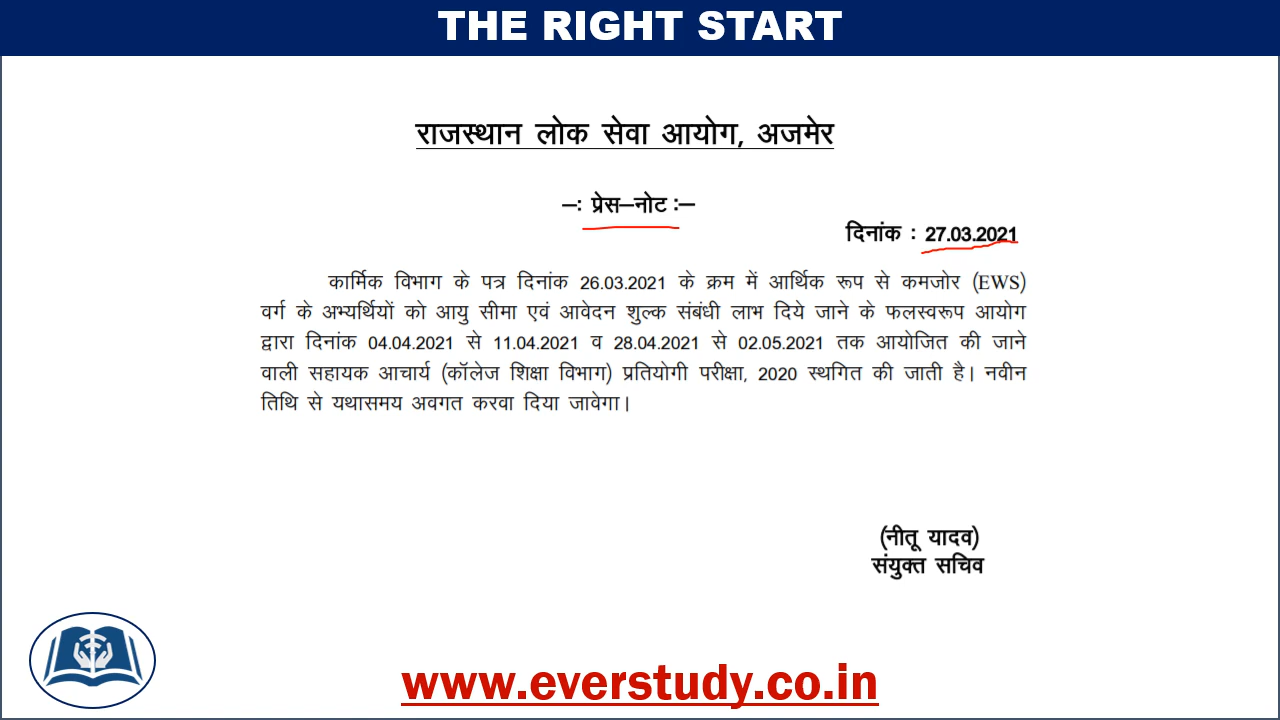 THE RIGHT START
राजस्थान लोक सेवा आयोग, अजमेर
–: प्रेस–नोट :–
दिनांक : 27.03.2021
कार्मिक विभाग के पत्र दिनांक 26.03.2021 के क्रम में आर्थिक रूप से कमजोर (EWS)
वर्ग के अभ्यर्थियों को आयु सीमा एवं आवेदन शुल्क संबंधी लाभ दिये जाने के फलस्वरूप आयोग
द्वारा दिनांक 04.04.2021 से 11.04.2021 व 28.04.2021 से 02.05.2021 तक आयोजित की जाने
वाली सहायक आचार्य (कॉलेज शिक्षा विभाग) प्रतियोगी परीक्षा, 2020 स्थगित की जाती है। नवीन
तिथि से यथासमय अवगत करवा दिया जावेगा।
(नीतू यादव)
संयुक्त सचिव
www.everstudy.co.in